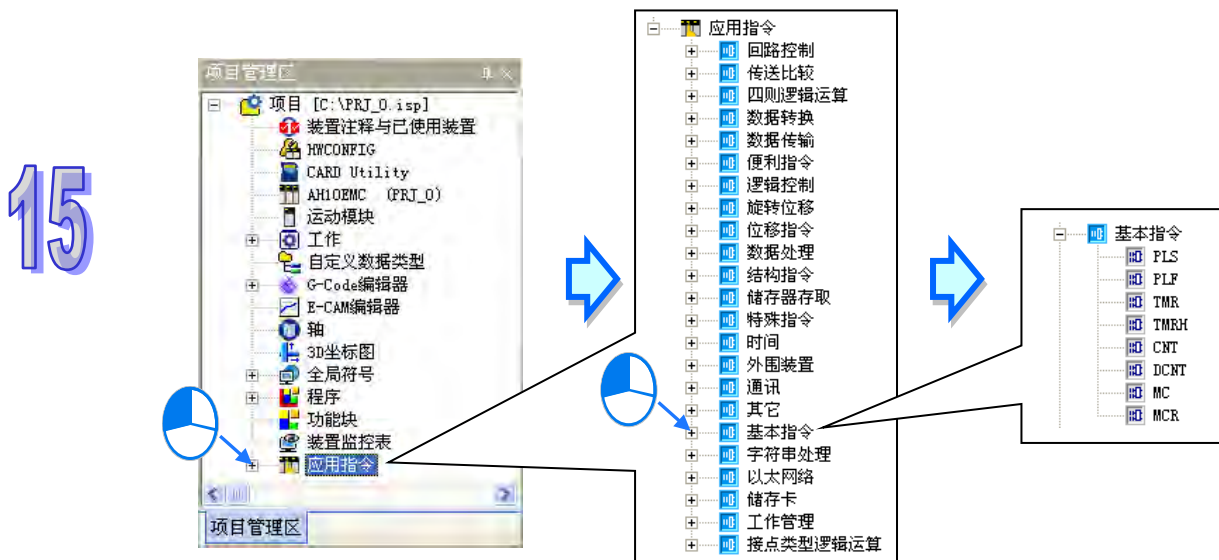 15
项目管理区
项目 [C:\PRJ_0.isp]
装置注释与已使用装置
HWCONFIG
CARD Utility
AH10EMC (PRJ_0)
运动模块
工作
自定义数据类型
G-Code编辑器
E-CAM编辑器
轴
3D坐标图
全局符号
程序
功能块
装置监控表
应用指令
项目管理区
应用指令
回路控制
传送比较
四则逻辑运算
数据转换
数据传输
便利指令
逻辑控制
旋转位移
位移指令
数据处理
结构指令
储存器存取
特殊指令
时间
外围装置
通讯
其它
基本指令
字符串处理
以太网络
储存卡
工作管理
接点类型逻辑运算
基本指令
PLS
PLF
TMR
TMRH
CNT
DCNT
MC
MCR